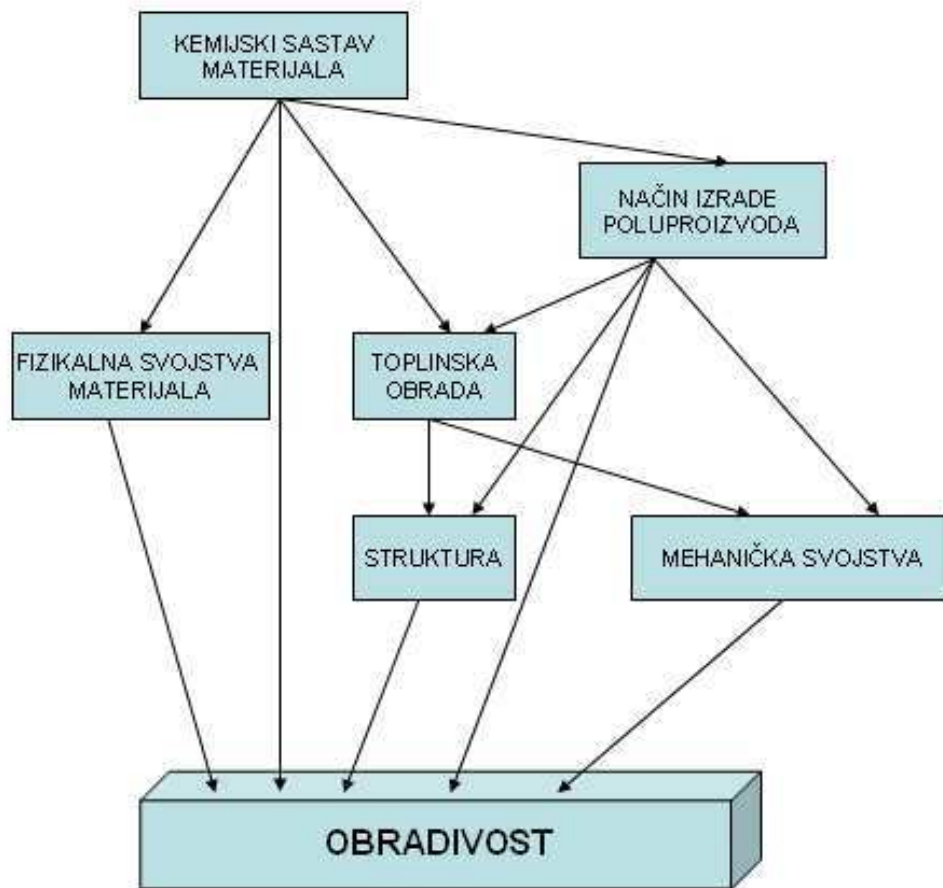 KEMIJSKI SASTAV
MATERIJALA
NAČIN IZRADE
POLUPROIZVODA
FIZIKALNA SVOJSTVA
MATERIJALA
TOPLINSKA
OBRADA
STRUKTURA
MEHANIČKA SVOJSTVA
OBRADIVOST